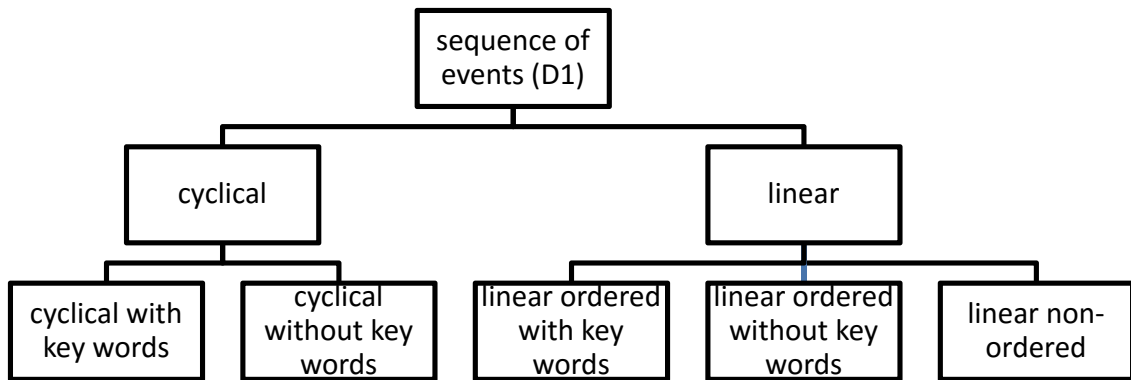 sequence of
events (D1)
cyclical
linear
cyclical with
key words
cyclical
without key
words
linear ordered
with key
words
linear ordered
without key
words
linear non-
ordered